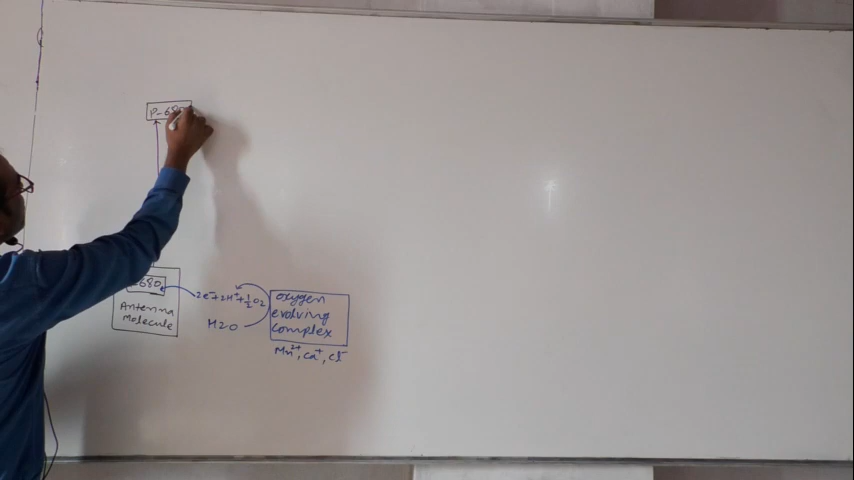 P-680
680
Antenna
Molecule
2e⁻+2H⁺+½O₂
H2O
oxygen
evolving
complex
Mn²⁺, Ca⁺, Cl⁻